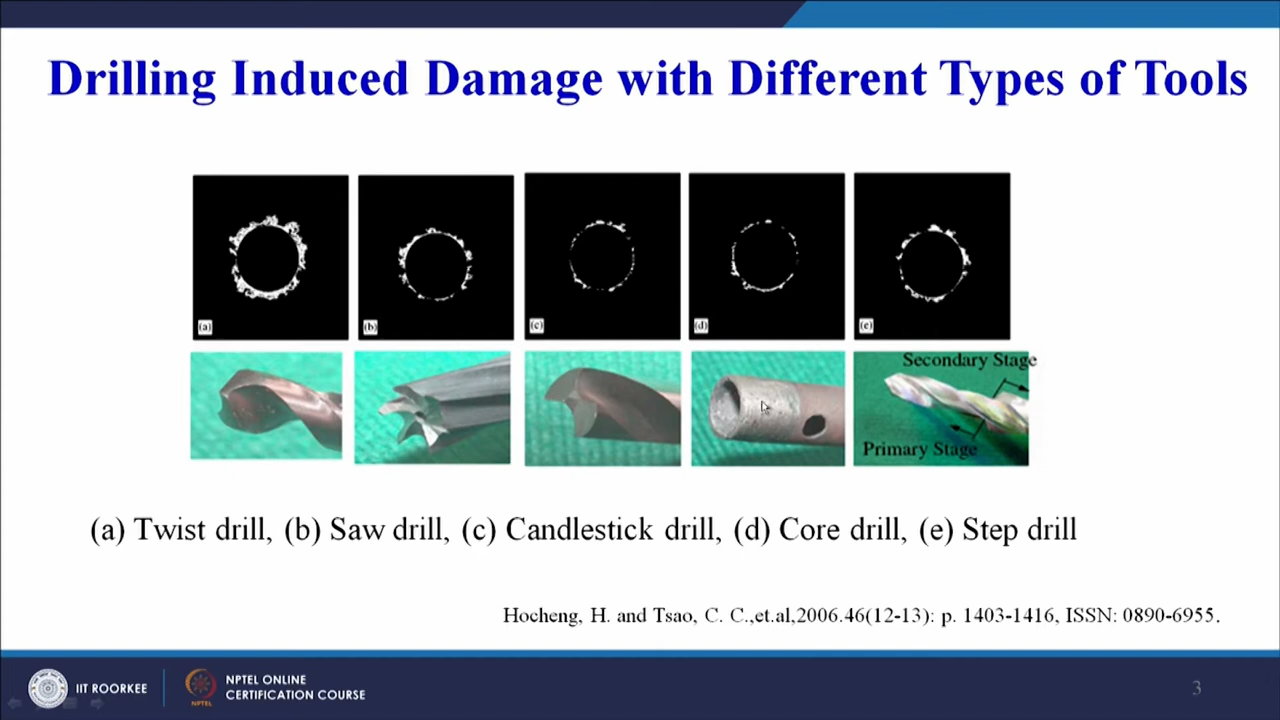 Drilling Induced Damage with Different Types of Tools
(a)
(b)
(c)
(d)
(e)
Secondary Stage
Primary Stage
(a) Twist drill, (b) Saw drill, (c) Candlestick drill, (d) Core drill, (e) Step drill
Hocheng, H. and Tsao, C. C.,et.al,2006.46(12-13): p. 1403-1416, ISSN: 0890-6955.
IIT ROORKEE
NPTEL
NPTEL ONLINE
CERTIFICATION COURSE
3